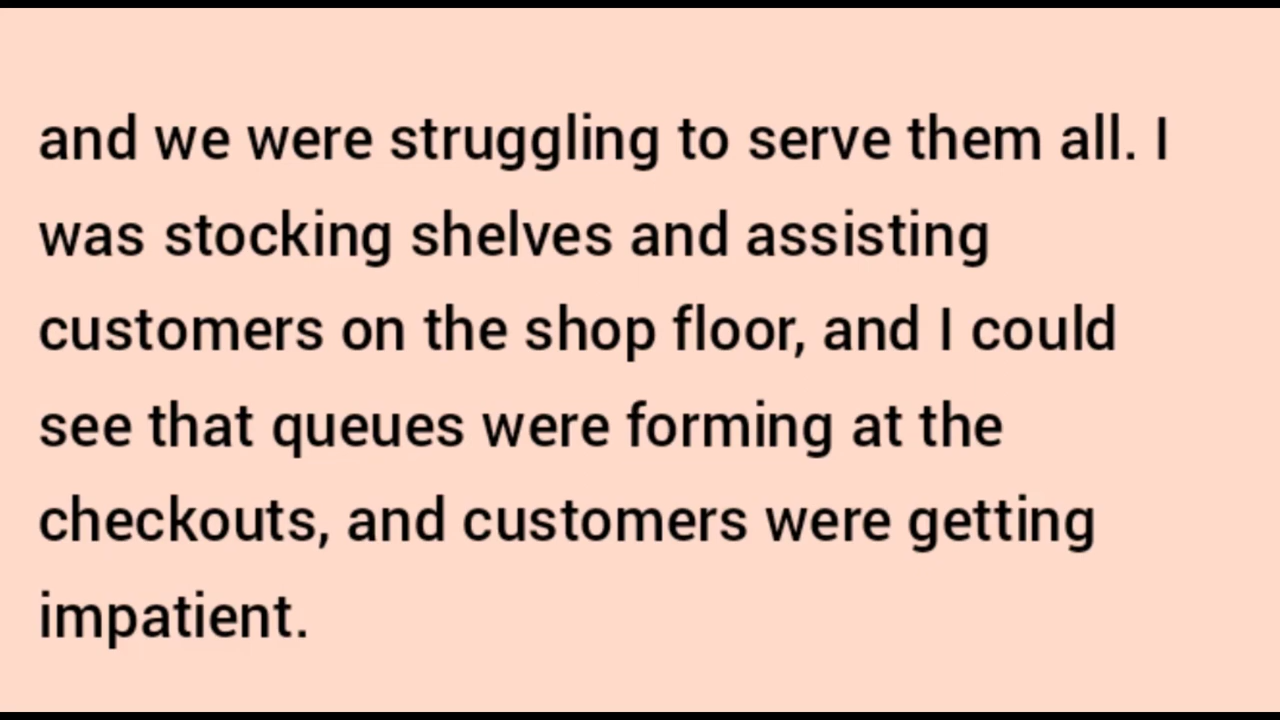 and we were struggling to serve them all. I
was stocking shelves and assisting
customers on the shop floor, and I could
see that queues were forming at the
checkouts, and customers were getting
impatient.